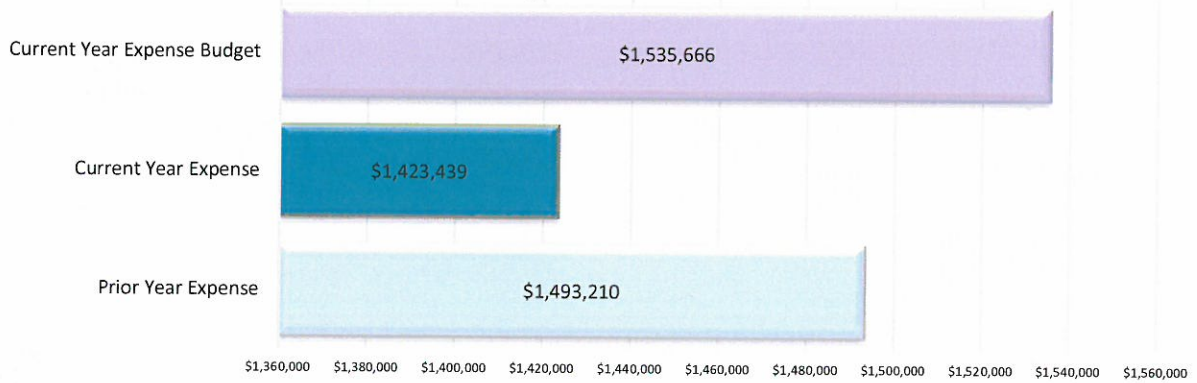 Current Year Expense Budget
$1,535,666
Current Year Expense
$1,423,439
Prior Year Expense
$1,493,210
$1,360,000 $1,380,000 $1,400,000 $1,420,000 $1,440,000 $1,460,000 $1,480,000 $1,500,000 $1,520,000 $1,540,000 $1,560,000